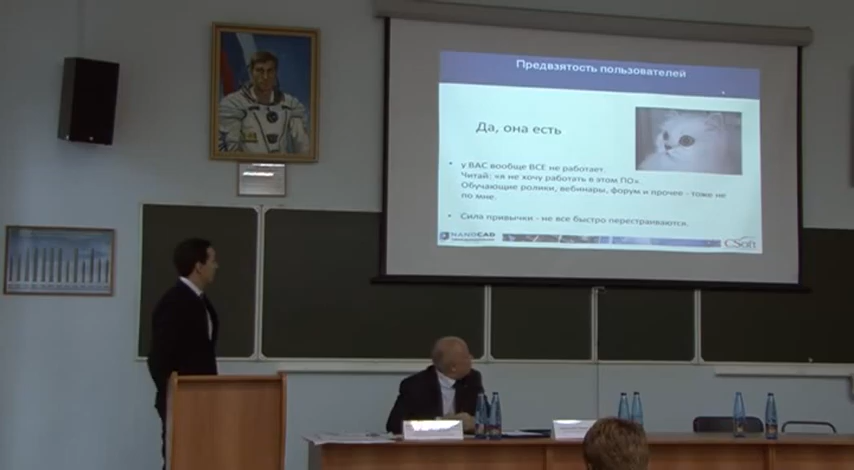 Предвзятость пользователей
Да, она есть
• у ВАС вообще ВСЕ не работает.
Читай: «я не хочу работать в этом ПО».
Обучающие ролики, вебинары, форум и прочее - тоже не
по мне.
• Сила привычки - не все быстро перестраиваются.
NANOCAD
CSoft